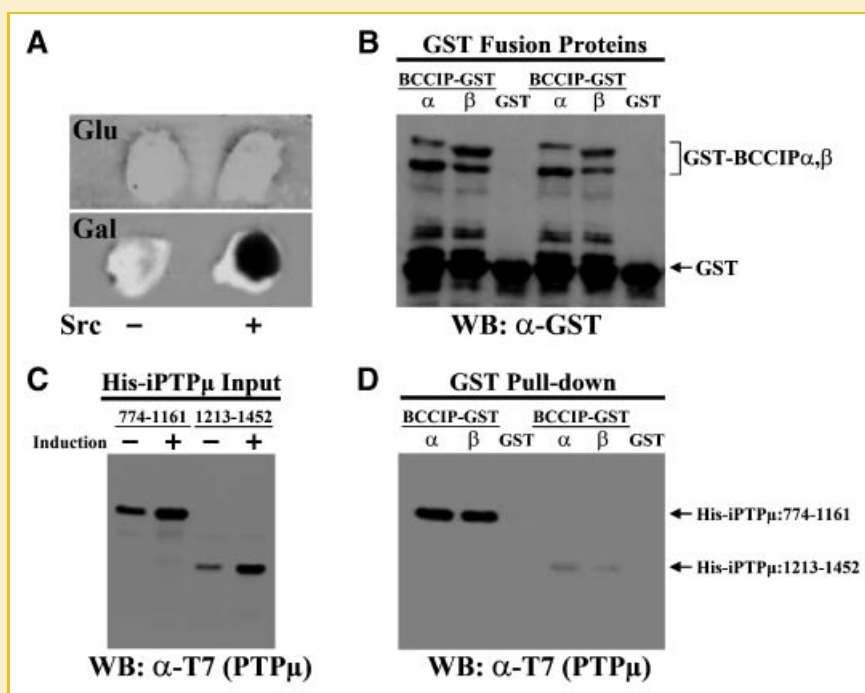 A
Glu
Gal
Src − +
B
GST Fusion Proteins
BCCIP-GST BCCIP-GST
α β GST α β GST
GST-BCCIPα,β
GST
WB: α-GST
C
His-iPTPμ Input
774-1161 1213-1452
Induction − + − +
WB: α-T7 (PTPμ)
D
GST Pull-down
BCCIP-GST BCCIP-GST
α β GST α β GST
His-iPTPμ:774-1161
His-iPTPμ:1213-1452
WB: α-T7 (PTPμ)